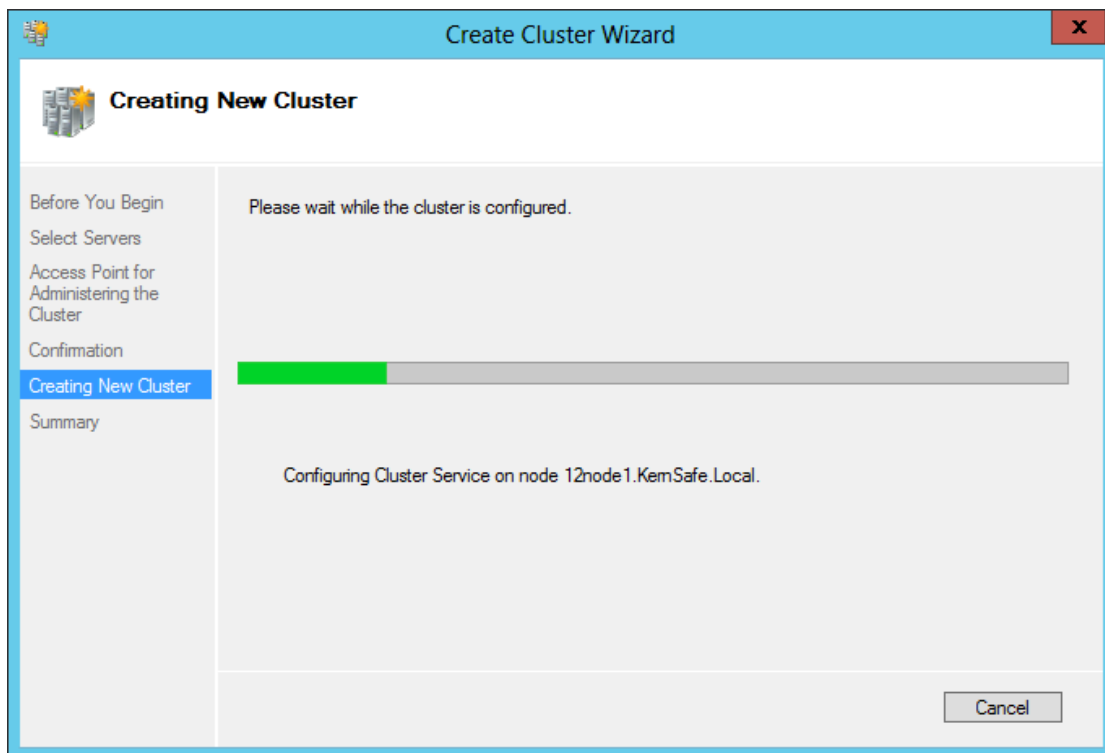 Create Cluster Wizard
x
Creating New Cluster
Before You Begin
Select Servers
Access Point for
Administering the
Cluster
Confirmation
Creating New Cluster
Summary
Please wait while the cluster is configured.
Configuring Cluster Service on node 12node1.KernSafe.Local.
Cancel